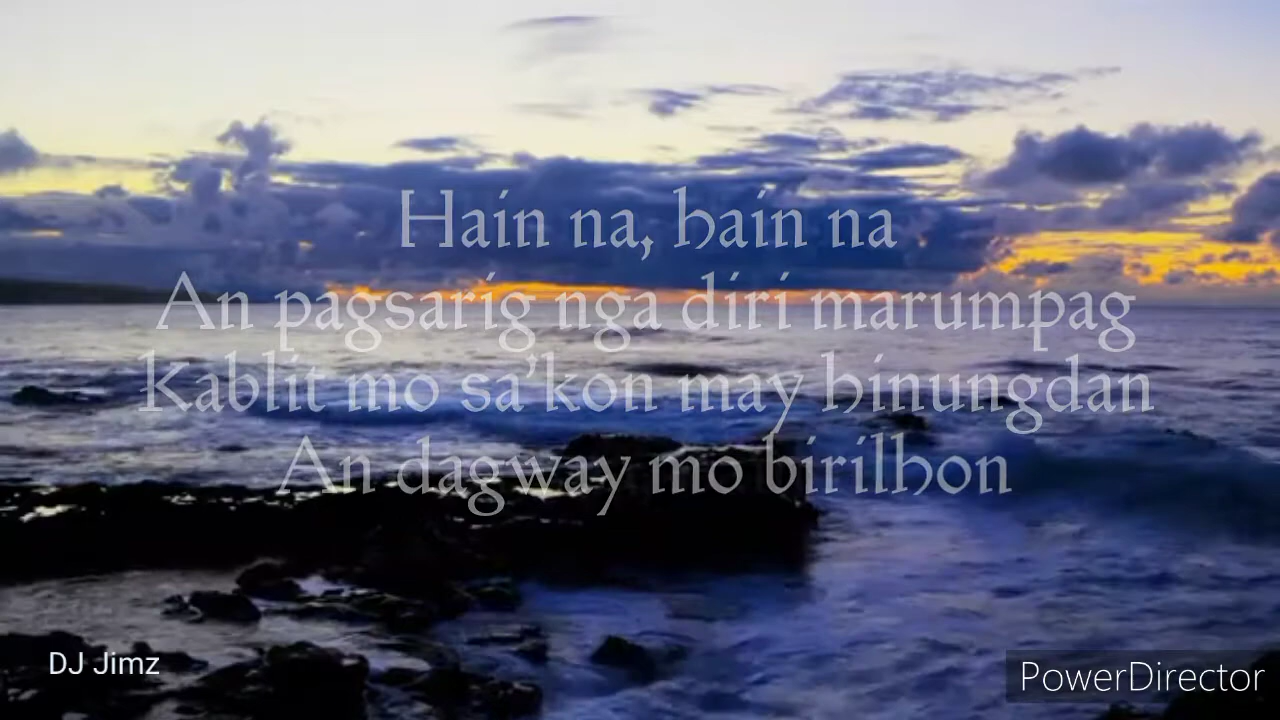 Hain na, hain na
An pagsarig nga diri marumpag
Kablit mo sa'kon may hinungdan
An dagway mo birilhon
DJ Jimz
PowerDirector